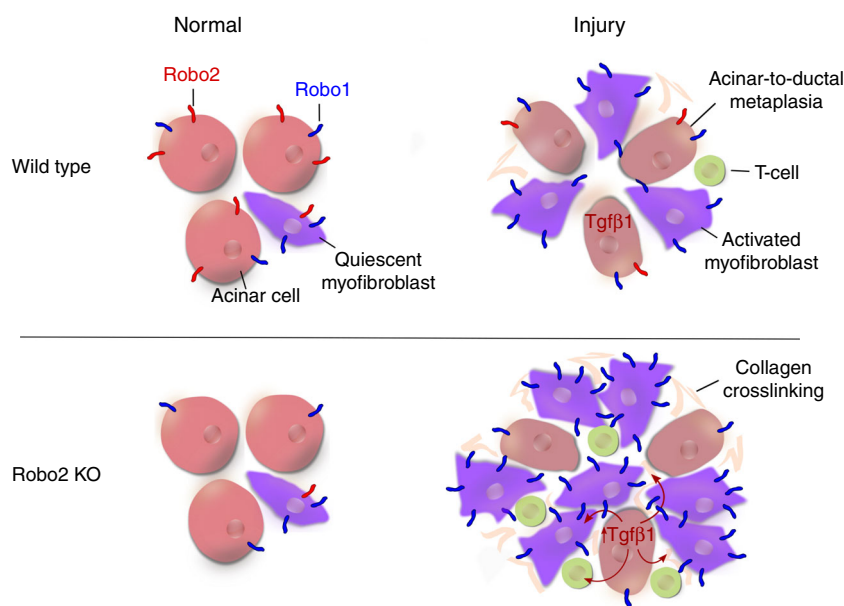 Normal
Injury
Robo2
Robo1
Acinar-to-ductal
metaplasia
Wild type
T-cell
Tgfβ1
Quiescent
myofibroblast
Activated
myofibroblast
Acinar cell
Collagen
crosslinking
Robo2 KO
↑Tgfβ1